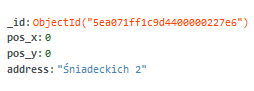 _id: ObjectId("5ea071ff1c9d4400000227e6")
pos_x: 0
pos_y: 0
address: "Śniadeckich 2"